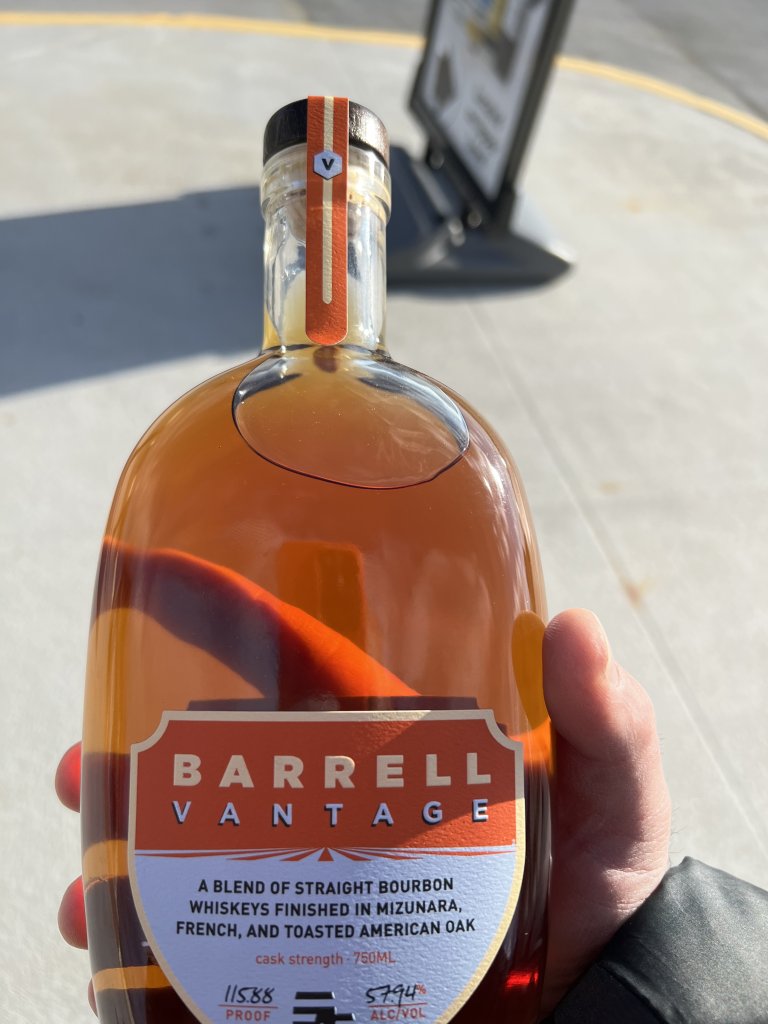 V
BARRELL
VANTAGE
A BLEND OF STRAIGHT BOURBON
WHISKEYS FINISHED IN MIZUNARA,
FRENCH, AND TOASTED AMERICAN OAK
cask strength · 750ML
115.88 57.94%
PROOF ALC/VOL